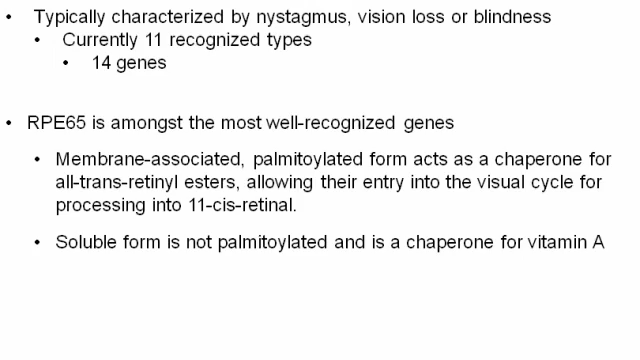 • Typically characterized by nystagmus, vision loss or blindness
• Currently 11 recognized types
• 14 genes
• RPE65 is amongst the most well-recognized genes
• Membrane-associated, palmitoylated form acts as a chaperone for
all-trans-retinyl esters, allowing their entry into the visual cycle for
processing into 11-cis-retinal.
• Soluble form is not palmitoylated and is a chaperone for vitamin A